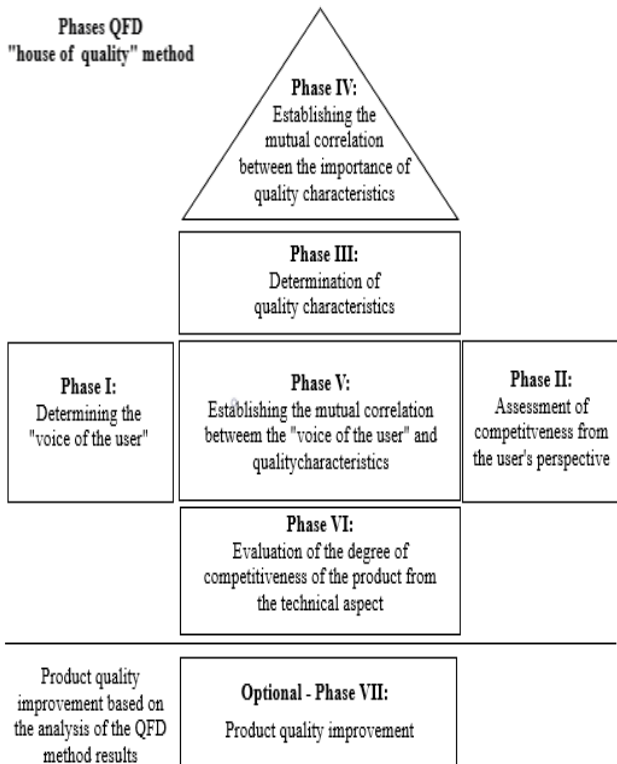 Phases QFD
"house of quality" method
Phase IV:
Establishing the
mutual correlation
between the importance of
quality characteristics
Phase III:
Determination of
quality characteristics
Phase I:
Determining the
"voice of the user"
Phase V:
Establishing the mutual correlation
betweem the "voice of the user" and
qualitycharacteristics
Phase II:
Assessment of
competitveness from
the user's perspective
Phase VI:
Evaluation of the degree of
competitiveness of the product from
the technical aspect
Product quality
improvement based on
the analysis of the QFD
method results
Optional - Phase VII:
Product quality improvement